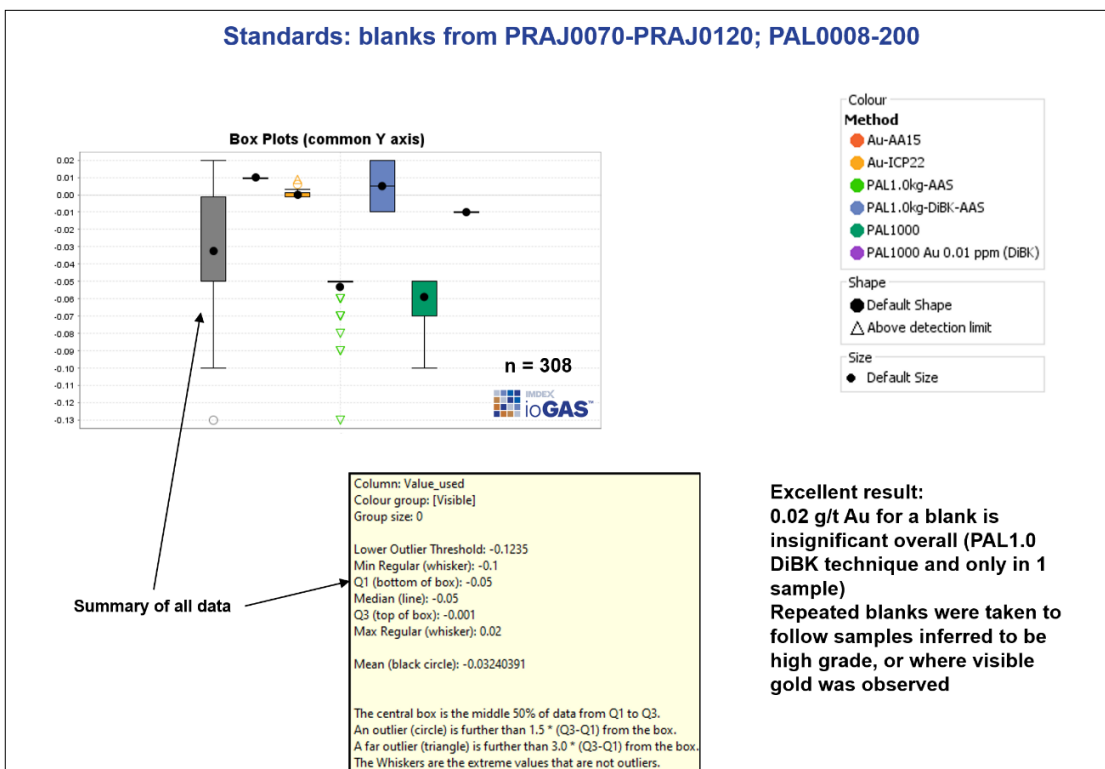 Standards: blanks from PRAJ0070-PRAJ0120; PAL0008-200
Box Plots (common Y axis)
0.02
0.01
0.00
-0.01
-0.02
-0.03
-0.04
-0.05
-0.06
-0.07
-0.08
-0.09
-0.10
-0.11
-0.12
-0.13
n = 308
IMDEX
ioGAS™
Colour
Method
Au-AA15
Au-ICP22
PAL1.0kg-AAS
PAL1.0kg-DiBK-AAS
PAL1000
PAL1000 Au 0.01 ppm (DiBK)
Shape
Default Shape
Above detection limit
Size
Default Size
Summary of all data
Column: Value_used
Colour group: [Visible]
Group size: 0
Lower Outlier Threshold: -0.1235
Min Regular (whisker): -0.1
Q1 (bottom of box): -0.05
Median (line): -0.05
Q3 (top of box): -0.001
Max Regular (whisker): 0.02
Mean (black circle): -0.03240391
The central box is the middle 50% of data from Q1 to Q3.
An outlier (circle) is further than 1.5 * (Q3-Q1) from the box.
A far outlier (triangle) is further than 3.0 * (Q3-Q1) from the box.
The Whiskers are the extreme values that are not outliers.
Excellent result:
0.02 g/t Au for a blank is
insignificant overall (PAL1.0
DiBK technique and only in 1
sample)
Repeated blanks were taken to
follow samples inferred to be
high grade, or where visible
gold was observed